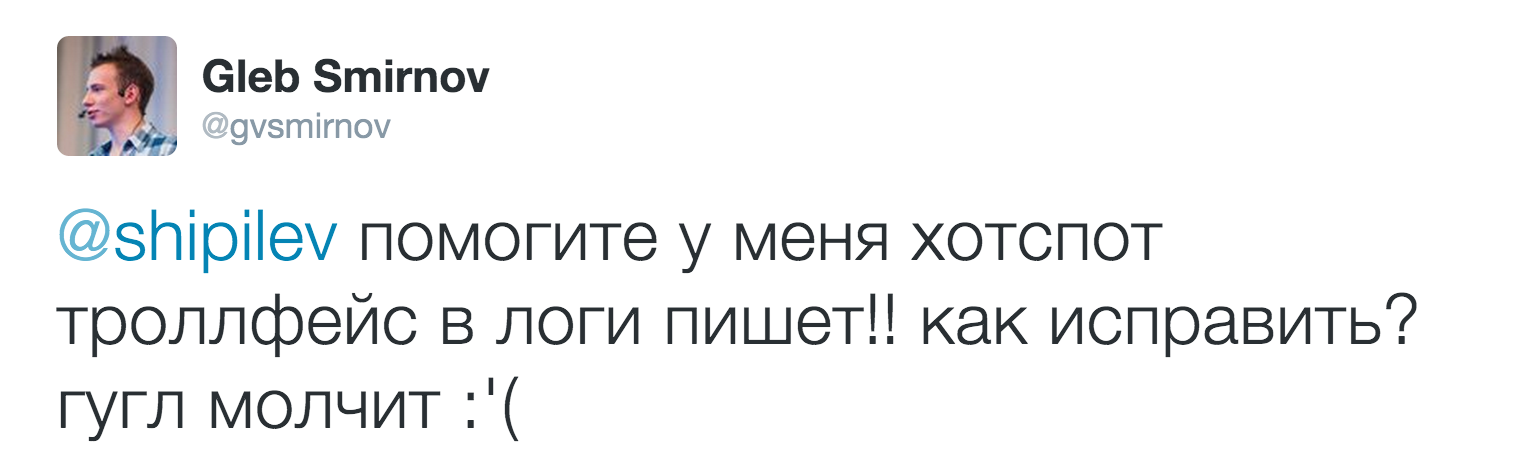 Gleb Smirnov
@gvsmirnov
@shipilev помогите у меня хотспот
троллфейс в логи пишет!! как исправить?
гугл молчит :'(